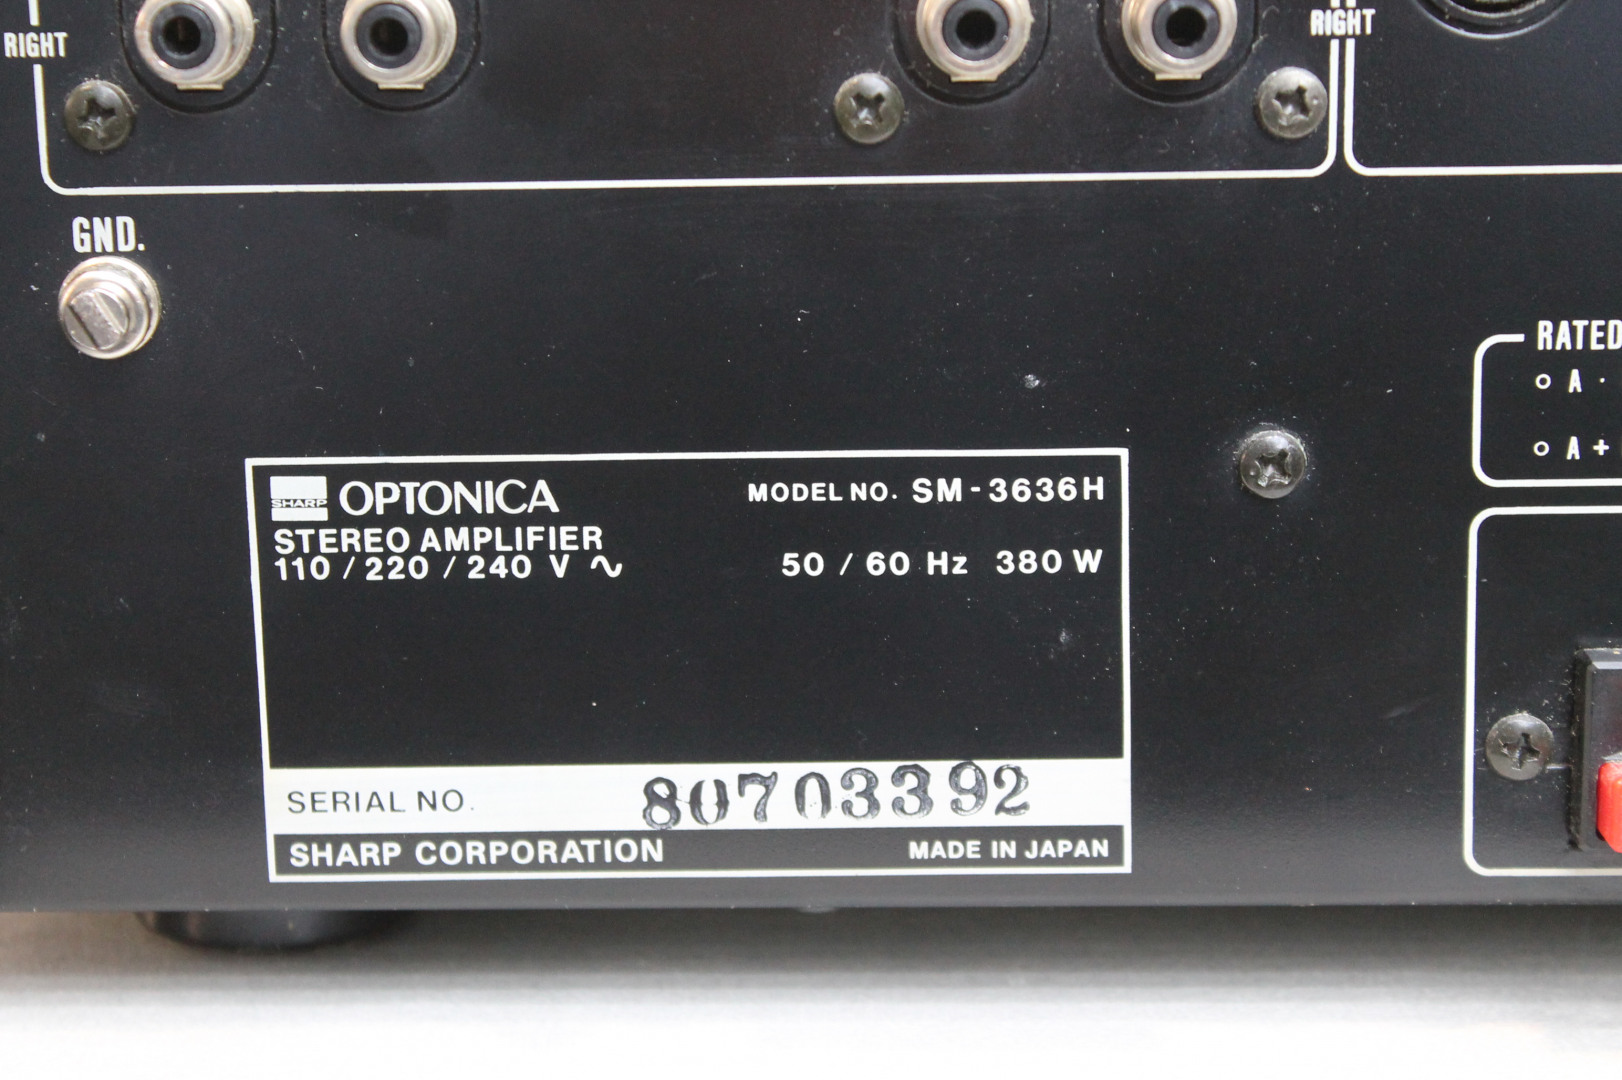 RIGHT
RIGHT
GND.
RATED
A ·
A +
SHARP OPTONICA
MODEL NO. SM-3636H
STEREO AMPLIFIER
110 / 220 / 240 V ∿
50 / 60 Hz 380 W
SERIAL NO. 80703392
SHARP CORPORATION
MADE IN JAPAN